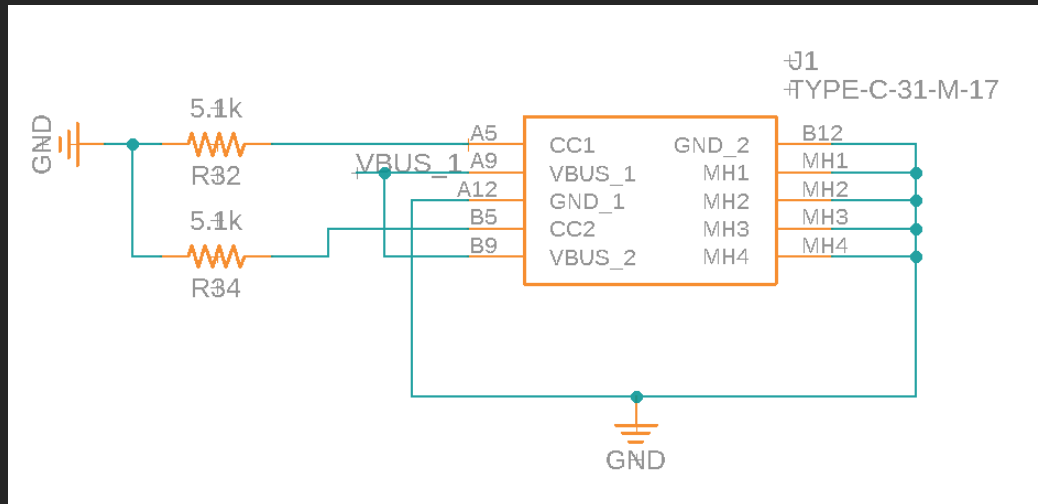 J1
TYPE-C-31-M-17
GND
5.1k
R32
5.1k
R34
VBUS_1
A5
A9
A12
B5
B9
CC1
VBUS_1
GND_1
CC2
VBUS_2
GND_2
MH1
MH2
MH3
MH4
B12
MH1
MH2
MH3
MH4
GND